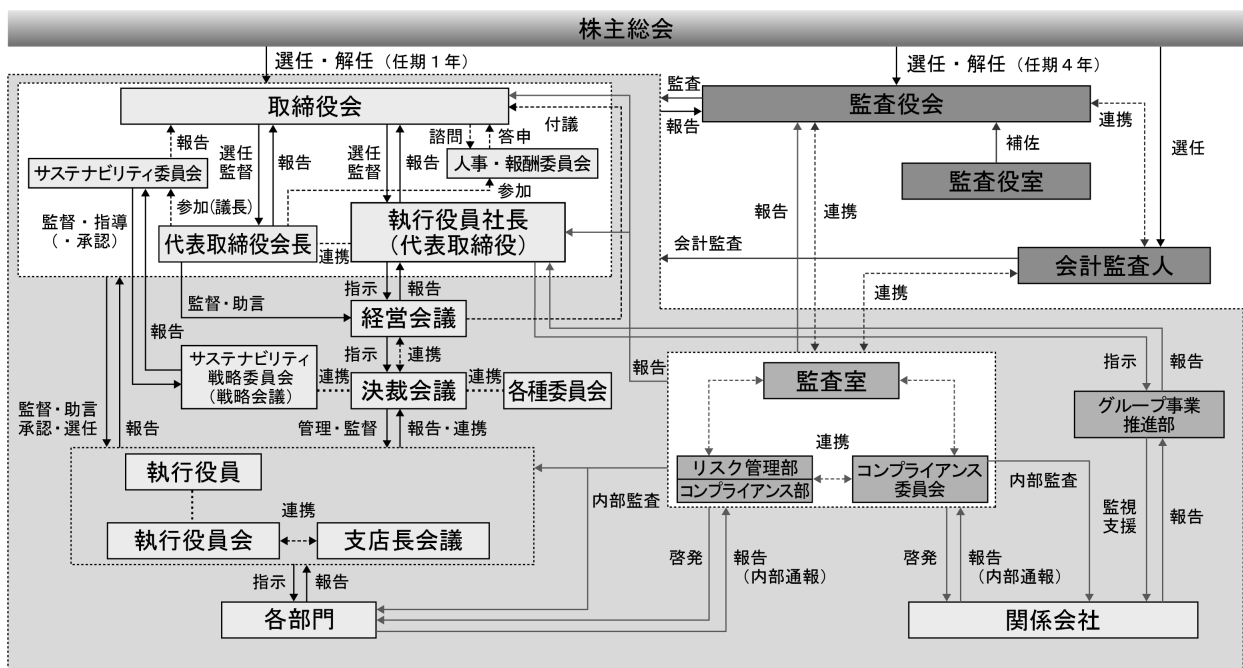 株主総会
選任・解任（任期１年）
選任・解任（任期４年）
監査
報告
取締役会
監査役会
連携
選任
付議
諮問
答申
報告
選任
監督
報告
選任
監督
報告
補佐
サステナビリティ委員会
人事・報酬委員会
監査役室
参加
監督・指導
（・承認）
参加(議長)
執行役員社長
（代表取締役）
代表取締役会長
連携
報告
連携
会計監査
会計監査人
連携
指示
報告
監督・助言
経営会議
報告
指示
連携
サステナビリティ
戦略委員会
（戦略会議）
連携
決裁会議
連携
各種委員会
報告
監査室
指示
報告
グループ事業
推進部
監督・助言
承認・選任
報告
管理・監督
報告・連携
連携
執行役員
リスク管理部
コンプライアンス部
コンプライアンス
委員会
内部監査
内部監査
連携
執行役員会
支店長会議
監視
支援
報告
指示
報告
啓発
報告
（内部通報）
啓発
報告
（内部通報）
各部門
関係会社